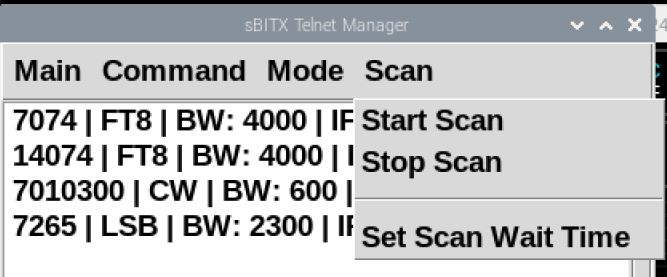 sBITX Telnet Manager
Main Command Mode Scan
7074 | FT8 | BW: 4000 | IF
14074 | FT8 | BW: 4000 |
7010300 | CW | BW: 600 |
7265 | LSB | BW: 2300 | IF
Start Scan
Stop Scan
Set Scan Wait Time